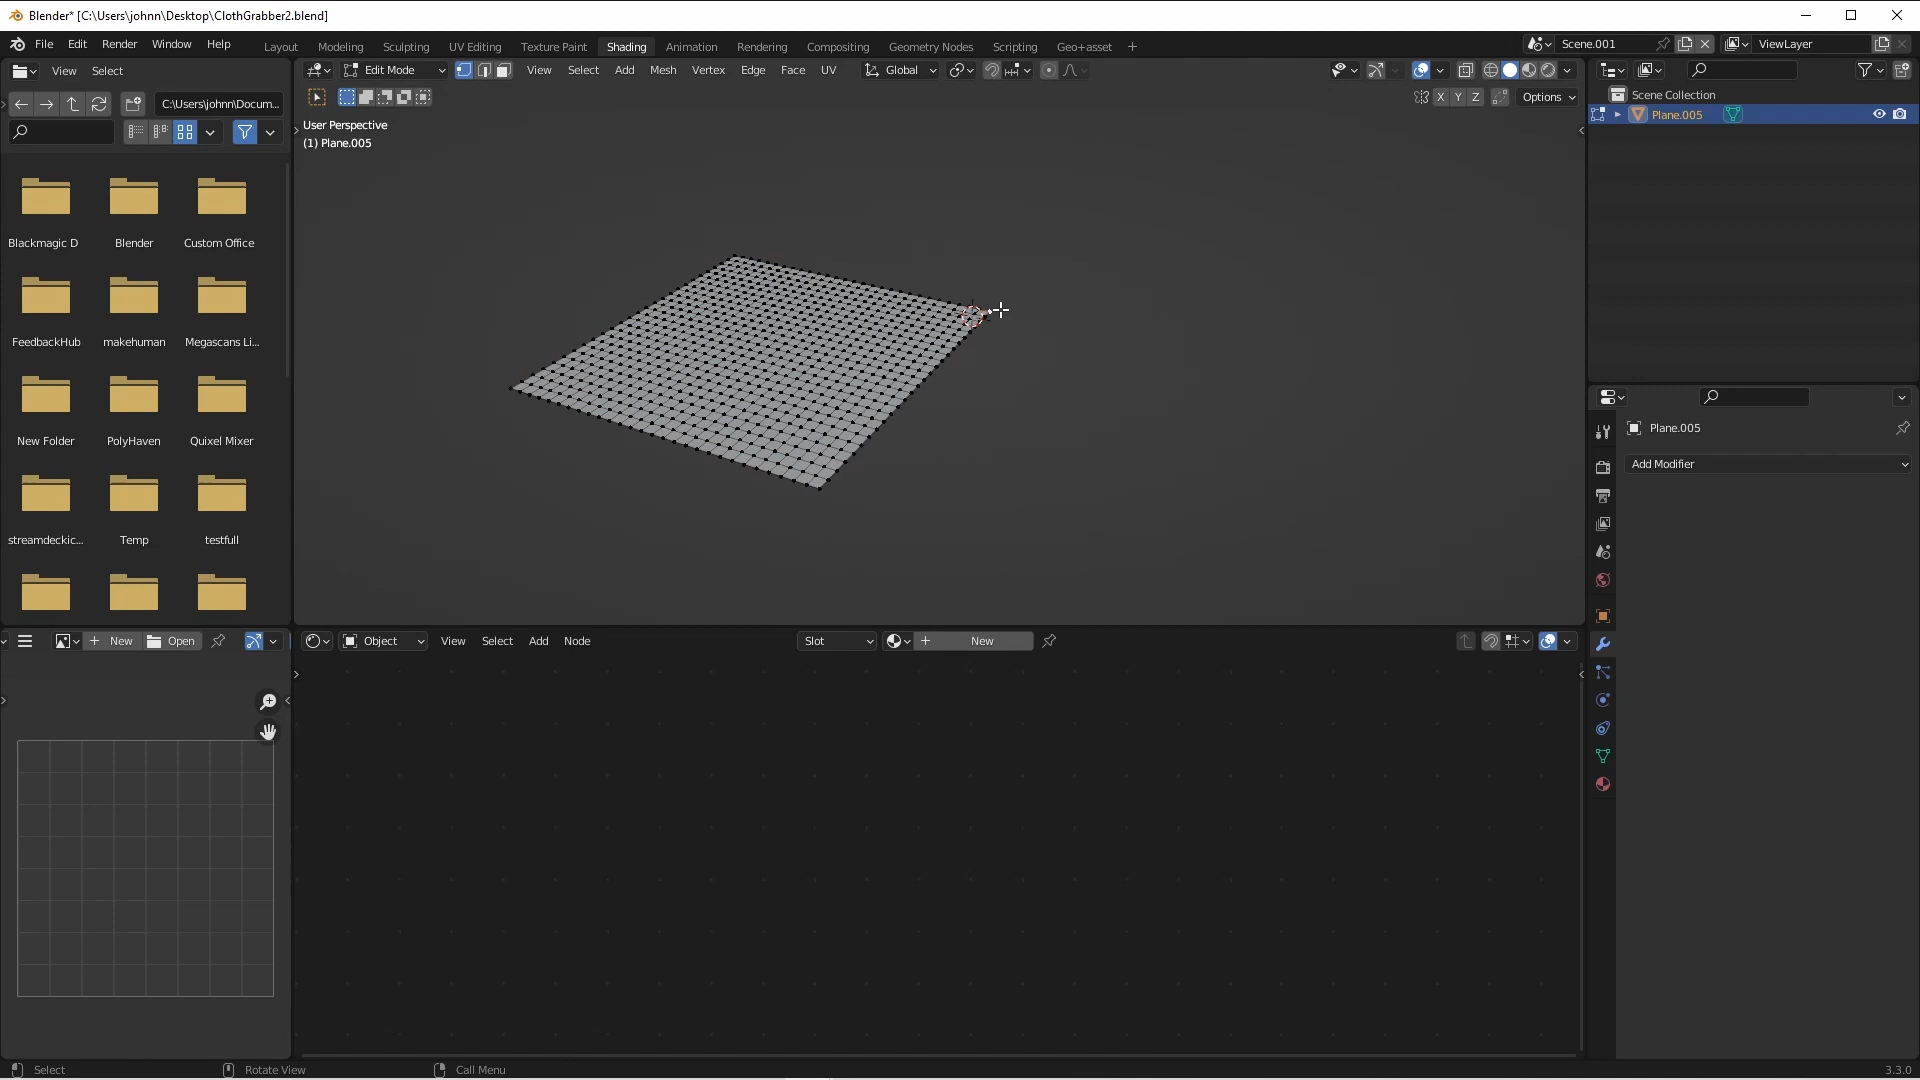 Blender* [C:\Users\johnn\Desktop\ClothGrabber2.blend]
File Edit Render Window Help
Layout Modeling Sculpting UV Editing Texture Paint Shading Animation Rendering Compositing Geometry Nodes Scripting Geo+asset +
Scene.001
ViewLayer
View Select
Edit Mode
View Select Add Mesh Vertex Edge Face UV
Global
C:\Users\johnn\Docum...
X Y Z
Options
User Perspective
(1) Plane.005
Scene Collection
Plane.005
Blackmagic D
Blender
Custom Office
FeedbackHub
makehuman
Megascans Li...
New Folder
PolyHaven
Quixel Mixer
streamdeckic...
Temp
testfull
Plane.005
Add Modifier
New
Open
Object
View Select Add Node
Slot
New
Select
Rotate View
Call Menu
3.3.0